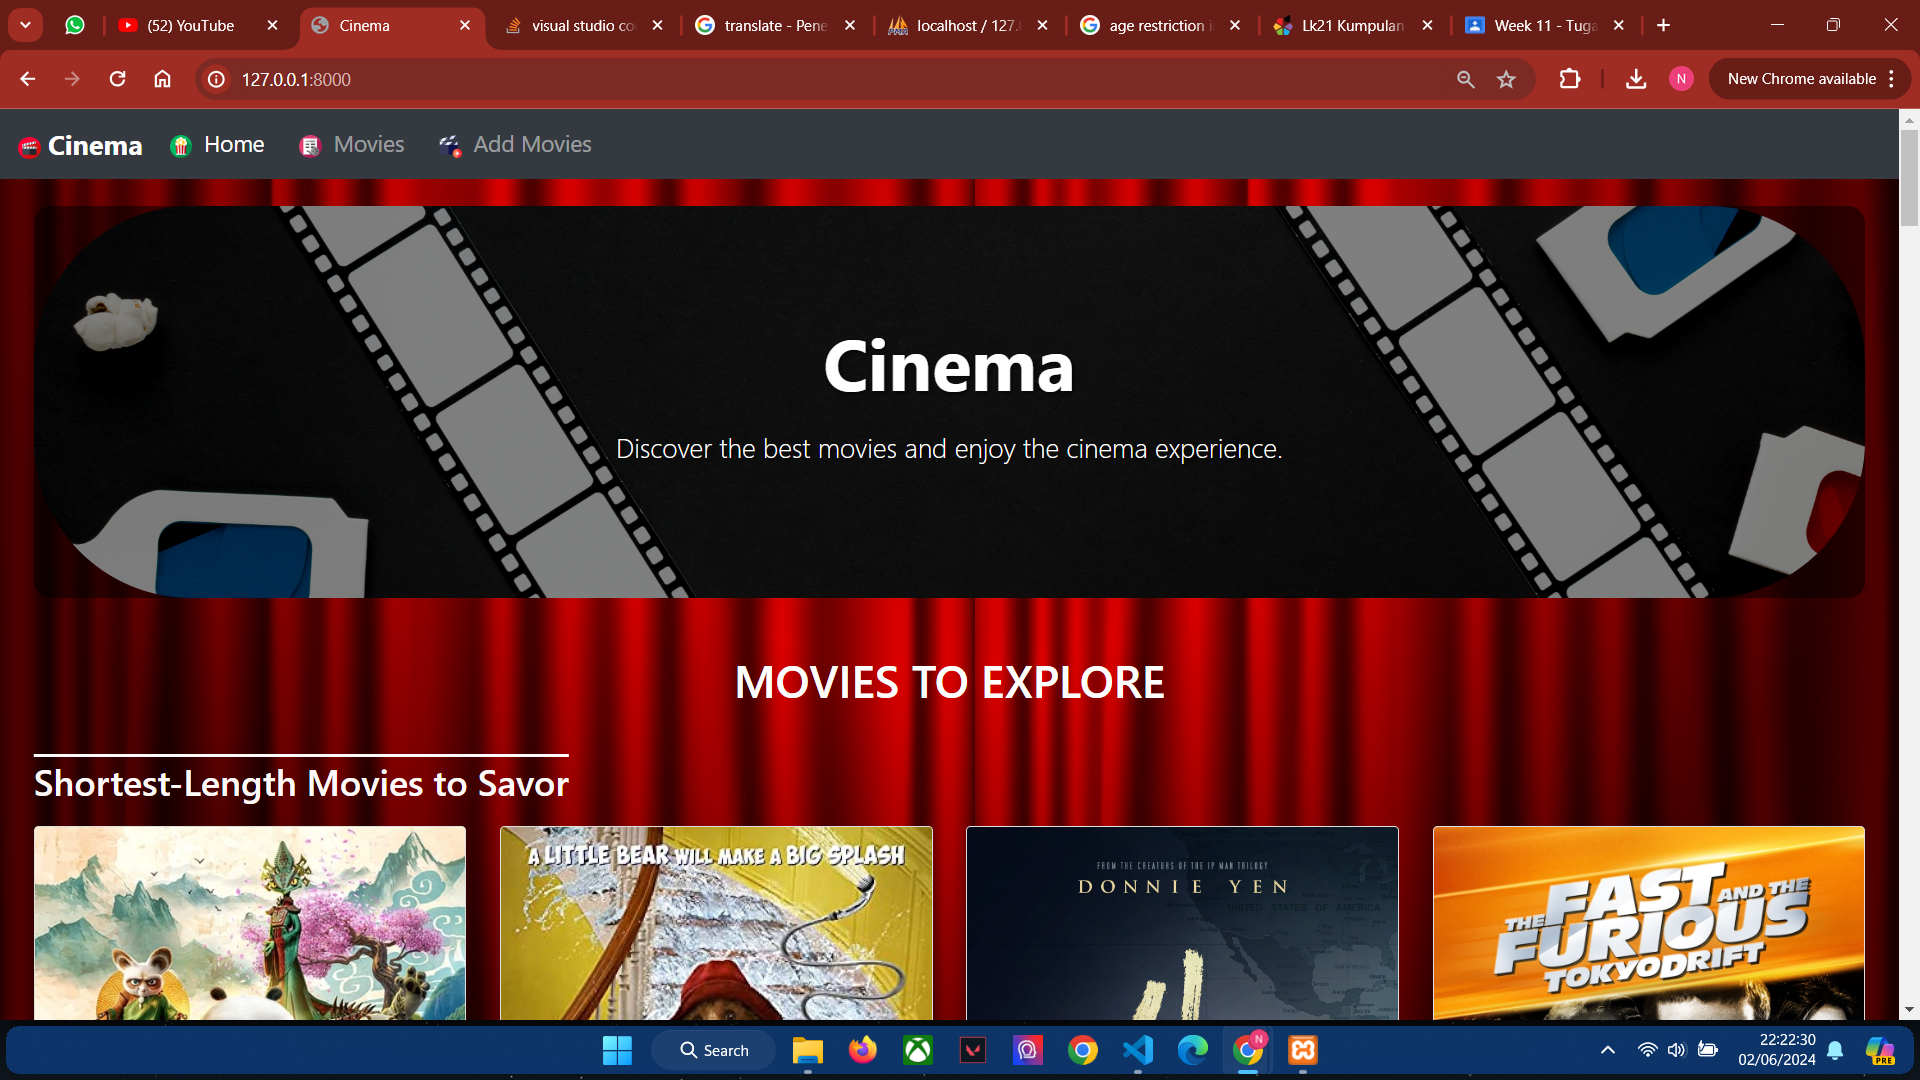 (52) YouTube
Cinema
visual studio co
translate - Pene
localhost / 127.
age restriction i
Lk21 Kumpulan
Week 11 - Tuga
127.0.0.1:8000
N
New Chrome available
Cinema
Home
Movies
Add Movies
Cinema
Discover the best movies and enjoy the cinema experience.
MOVIES TO EXPLORE
Shortest-Length Movies to Savor
A LITTLE BEAR WILL MAKE A BIG SPLASH
FROM THE CREATORS OF THE IP MAN TRILOGY
DONNIE YEN
UNITED STATES OF AMERICA
THE FAST AND THE
FURIOUS
TOKYO DRIFT
Search
N
22:22:30
02/06/2024
PRE